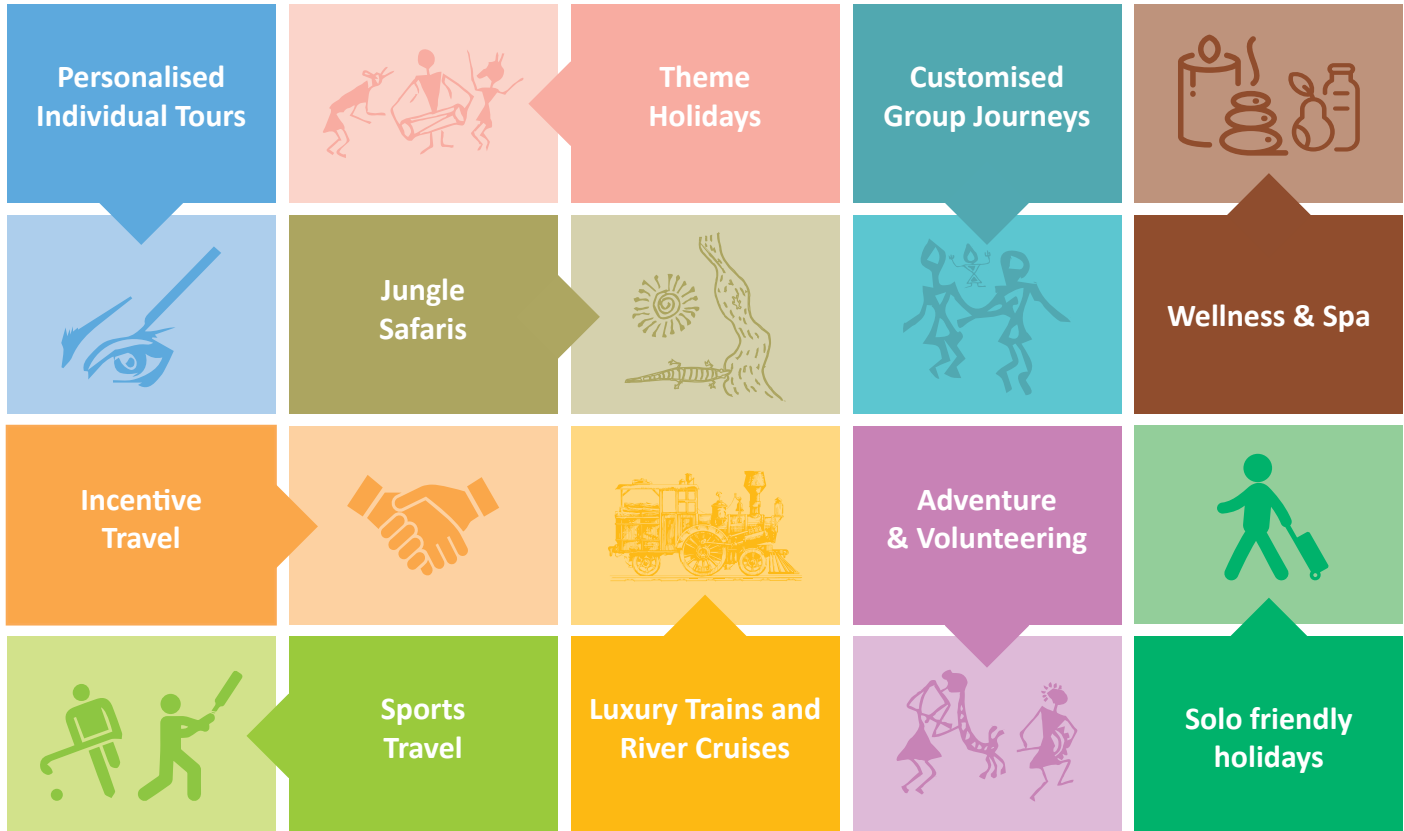 Personalised
Individual Tours
Theme
Holidays
Customised
Group Journeys
Jungle
Safaris
Wellness & Spa
Incentive
Travel
Adventure
& Volunteering
Sports
Travel
Luxury Trains and
River Cruises
Solo friendly
holidays